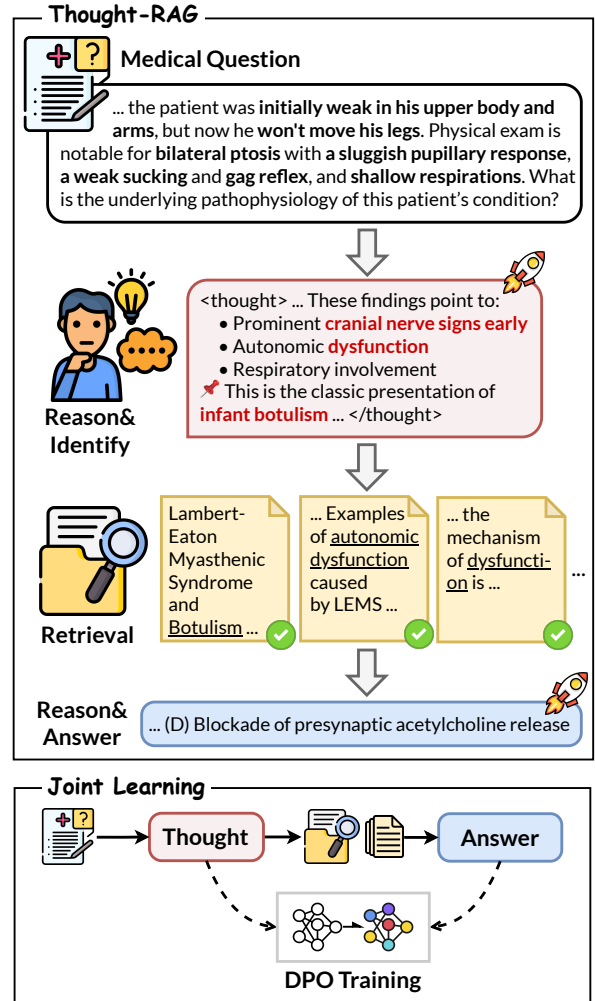 Thought-RAG
Medical Question
... the patient was initially weak in his upper body and
arms, but now he won't move his legs. Physical exam is
notable for bilateral ptosis with a sluggish pupillary response,
a weak sucking and gag reflex, and shallow respirations. What
is the underlying pathophysiology of this patient's condition?
<thought> ... These findings point to:
• Prominent cranial nerve signs early
• Autonomic dysfunction
• Respiratory involvement
This is the classic presentation of
infant botulism ... </thought>
Reason&
Identify
Lambert-
Eaton
Myasthenic
Syndrome
and
Botulism ...
... Examples
of autonomic
dysfunction
caused
by LEMS ...
... the
mechanism
of dysfuncti-
on is ...
...
Retrieval
Reason&
Answer
... (D) Blockade of presynaptic acetylcholine release
Joint Learning
Thought
Answer
DPO Training